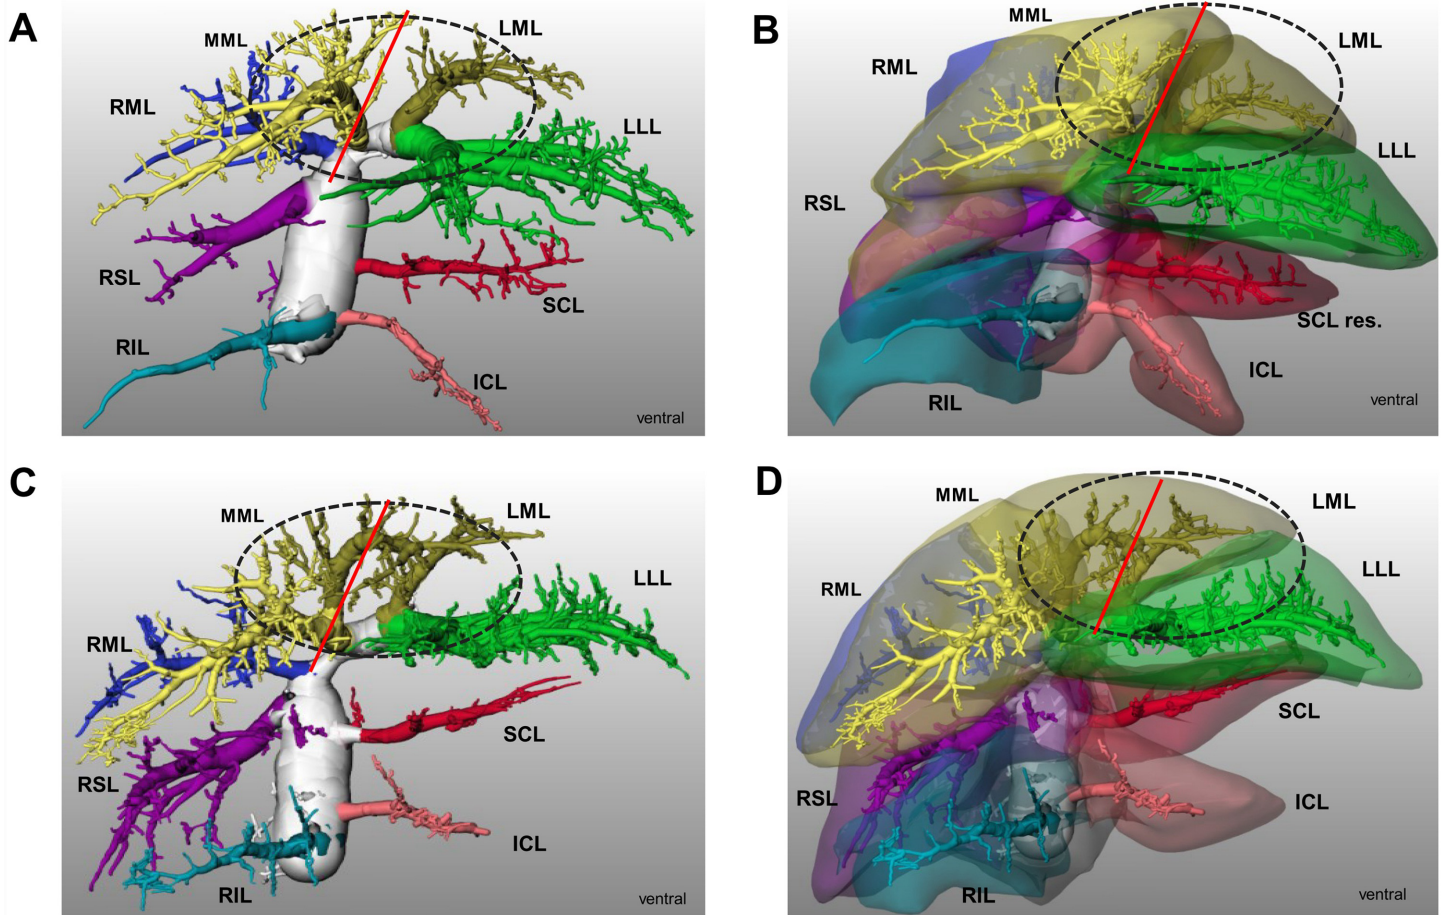 A
MML
LML
RML
LLL
RSL
SCL
RIL
ICL
ventral
B
MML
LML
RML
LLL
RSL
SCL res.
ICL
RIL
ventral
C
MML
LML
LLL
RML
SCL
RSL
ICL
RIL
ventral
D
MML
LML
LLL
RML
SCL
RSL
ICL
RIL
ventral